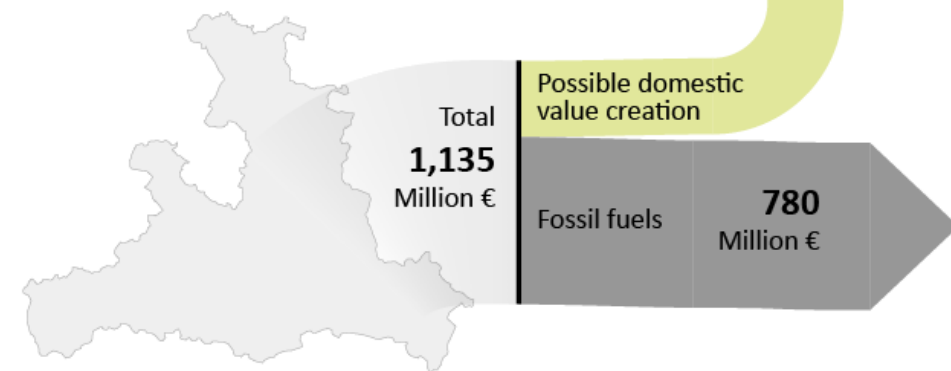 Possible domestic
value creation
Total
1,135
Million €
Fossil fuels
780
Million €